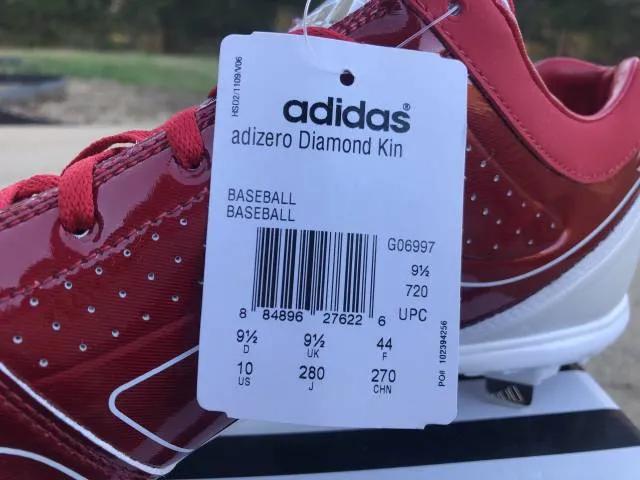 HS02/1109/V06
adidas®
adizero Diamond Kin
BASEBALL
BASEBALL
G06997
9½
720
UPC
8 84896 27622 6
9½ 9½ 44
D UK F
10 280 270
US J CHN
PO# 102394256